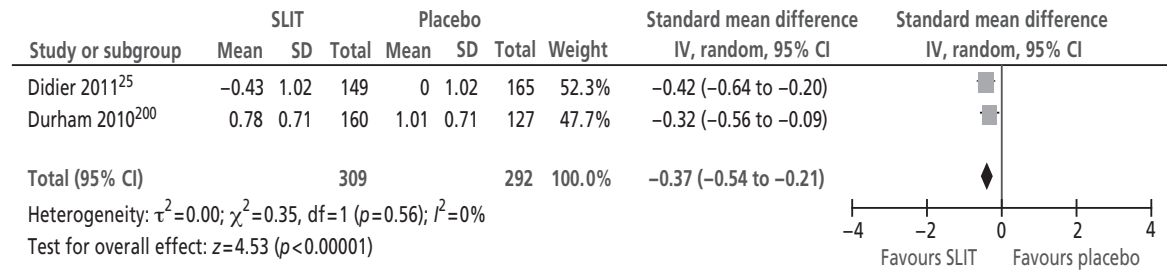 SLIT Placebo Standard mean difference Standard mean difference
Study or subgroup Mean SD Total Mean SD Total Weight IV, random, 95% CI IV, random, 95% CI
Didier 2011²⁵ −0.43 1.02 149 0 1.02 165 52.3% −0.42 (−0.64 to −0.20)
Durham 2010²⁰⁰ 0.78 0.71 160 1.01 0.71 127 47.7% −0.32 (−0.56 to −0.09)
Total (95% CI) 309 292 100.0% −0.37 (−0.54 to −0.21)
Heterogeneity: τ²=0.00; χ²=0.35, df=1 (p=0.56); I²=0%
Test for overall effect: z=4.53 (p<0.00001)
−4 −2 0 2 4
Favours SLIT Favours placebo